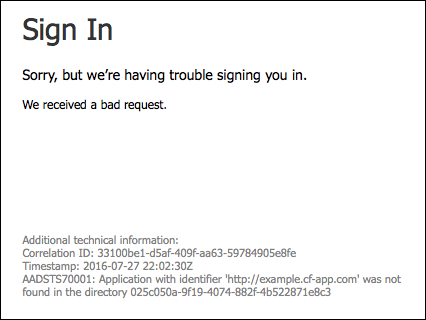 Sign In
Sorry, but we're having trouble signing you in.
We received a bad request.
Additional technical information:
Correlation ID: 33100be1-d5af-409f-aa63-59784905e8fe
Timestamp: 2016-07-27 22:02:30Z
AADSTS70001: Application with identifier 'http://example.cf-app.com' was not
found in the directory 025c050a-9f19-4074-882f-4b522871e8c3